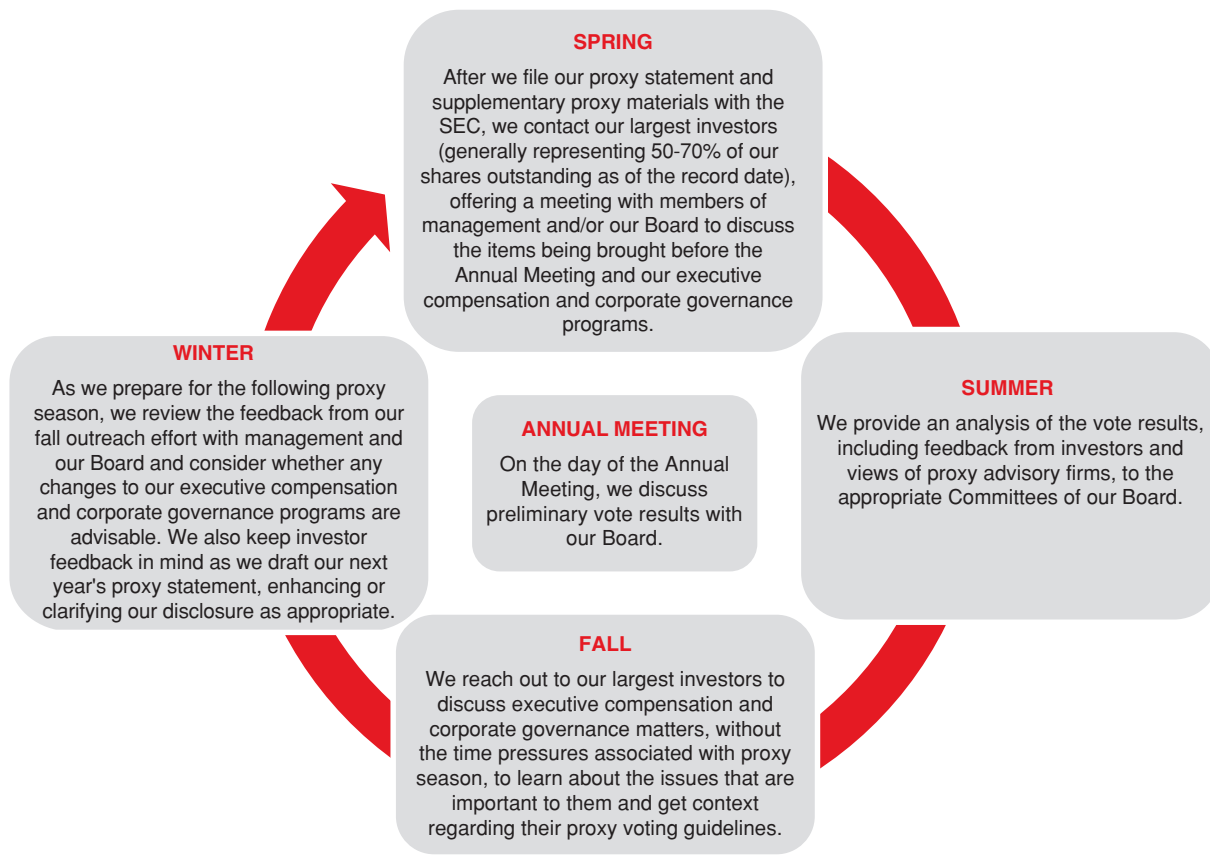 SPRING
After we file our proxy statement and
supplementary proxy materials with the
SEC, we contact our largest investors
(generally representing 50-70% of our
shares outstanding as of the record date),
offering a meeting with members of
management and/or our Board to discuss
the items being brought before the
Annual Meeting and our executive
compensation and corporate governance
programs.
WINTER
As we prepare for the following proxy
season, we review the feedback from our
fall outreach effort with management and
our Board and consider whether any
changes to our executive compensation
and corporate governance programs are
advisable. We also keep investor
feedback in mind as we draft our next
year's proxy statement, enhancing or
clarifying our disclosure as appropriate.
ANNUAL MEETING
On the day of the Annual
Meeting, we discuss
preliminary vote results with
our Board.
SUMMER
We provide an analysis of the vote results,
including feedback from investors and
views of proxy advisory firms, to the
appropriate Committees of our Board.
FALL
We reach out to our largest investors to
discuss executive compensation and
corporate governance matters, without
the time pressures associated with proxy
season, to learn about the issues that are
important to them and get context
regarding their proxy voting guidelines.